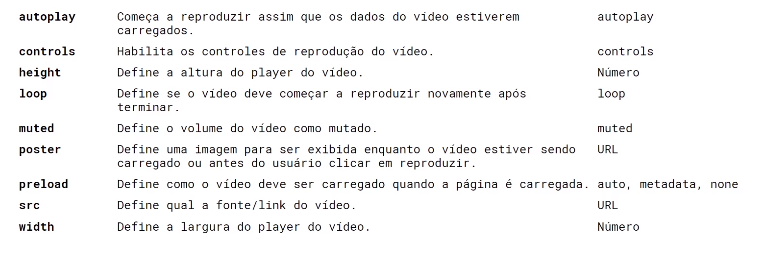 autoplay Começa a reproduzir assim que os dados do vídeo estiverem autoplay
carregados.
controls Habilita os controles de reprodução do vídeo. controls
height Define a altura do player do vídeo. Número
loop Define se o vídeo deve começar a reproduzir novamente após loop
terminar.
muted Define o volume do vídeo como mutado. muted
poster Define uma imagem para ser exibida enquanto o vídeo estiver sendo URL
carregado ou antes do usuário clicar em reproduzir.
preload Define como o vídeo deve ser carregado quando a página é carregada. auto, metadata, none
src Define qual a fonte/link do vídeo. URL
width Define a largura do player do vídeo. Número